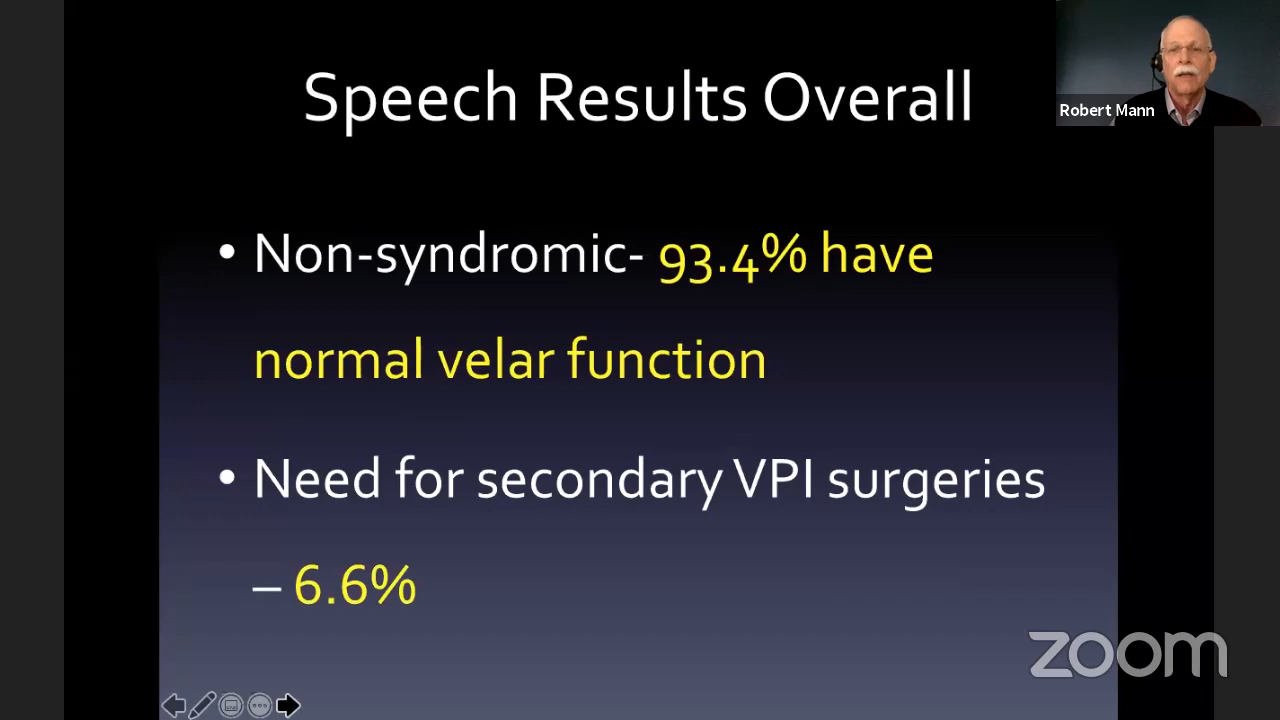 Speech Results Overall
Robert Mann
• Non-syndromic- 93.4% have
normal velar function
• Need for secondary VPI surgeries
– 6.6%
zoom